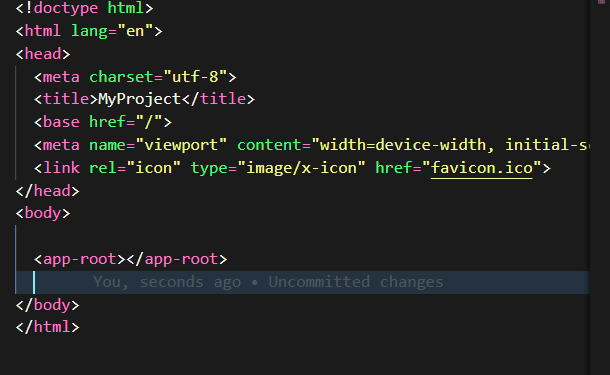 <!doctype html>
<html lang="en">
<head>
<meta charset="utf-8">
<title>MyProject</title>
<base href="/">
<meta name="viewport" content="width=device-width,
<link rel="icon" type="image/x-icon" href="favicon.ico">
</head>
<body>
<app-root></app-root>
You, seconds ago • Uncommitted changes
</body>
</html>